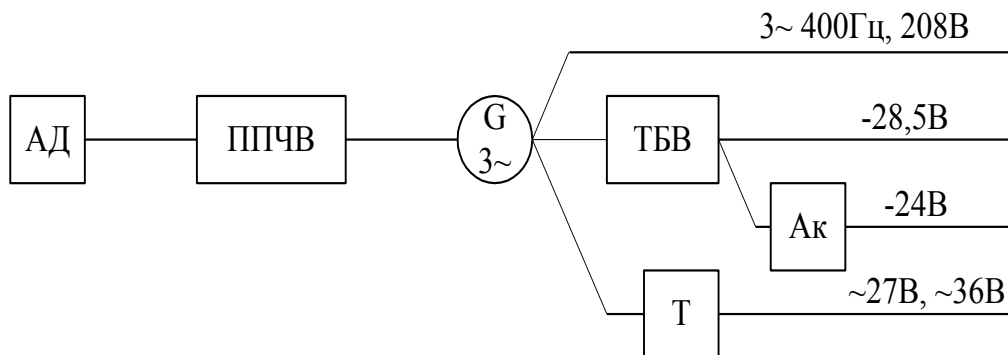 3~ 400Гц, 208В
АД
ППЧВ
G
3~
ТБВ
-28,5В
Ак
-24В
Т
~27В, ~36В